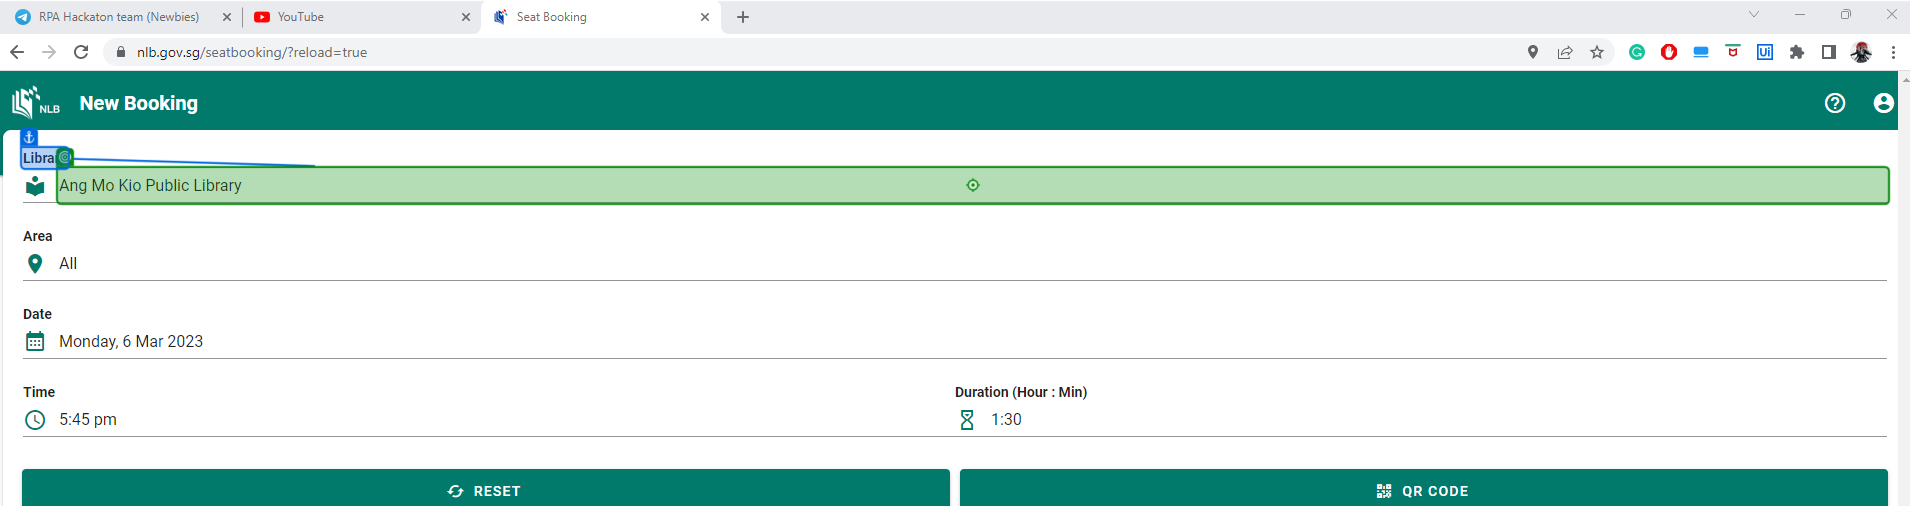 RPA Hackaton team (Newbies)
YouTube
Seat Booking
nlb.gov.sg/seatbooking/?reload=true
Ui
NLB
New Booking
Libra
Ang Mo Kio Public Library
Area
All
Date
Monday, 6 Mar 2023
Time
Duration (Hour : Min)
5:45 pm
1:30
RESET
QR CODE